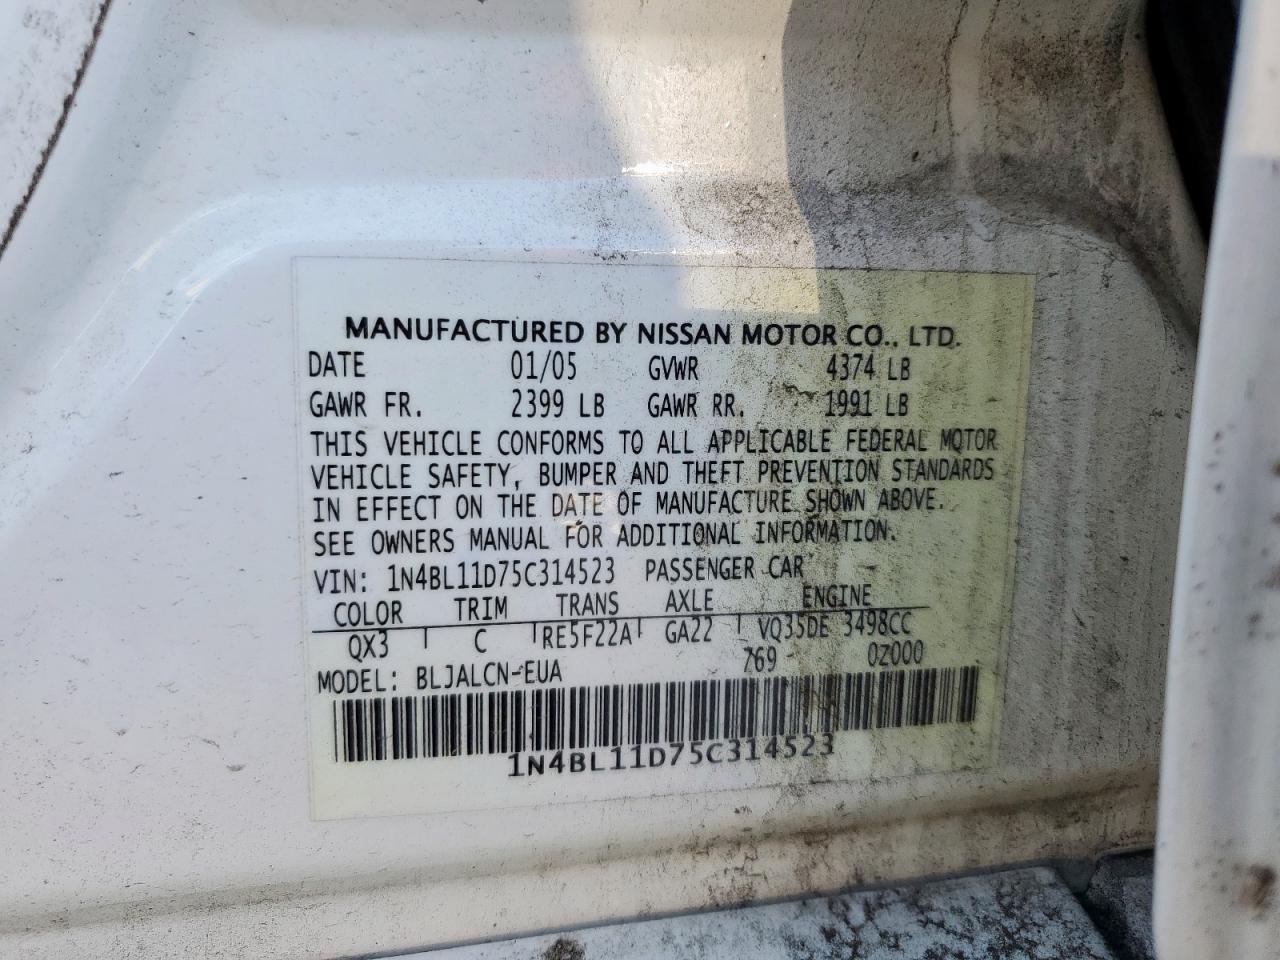 MANUFACTURED BY NISSAN MOTOR CO., LTD.
DATE 01/05 GVWR 4374 LB
GAWR FR. 2399 LB GAWR RR. 1991 LB
THIS VEHICLE CONFORMS TO ALL APPLICABLE FEDERAL MOTOR
VEHICLE SAFETY, BUMPER AND THEFT PREVENTION STANDARDS
IN EFFECT ON THE DATE OF MANUFACTURE SHOWN ABOVE.
SEE OWNERS MANUAL FOR ADDITIONAL INFORMATION.
VIN: 1N4BL11D75C314523 PASSENGER CAR
COLOR TRIM TRANS AXLE ENGINE
QX3 C RE5F22A GA22 VQ35DE 3498CC
769 0Z000
MODEL: BLJALCN-EUA
1N4BL11D75C314523